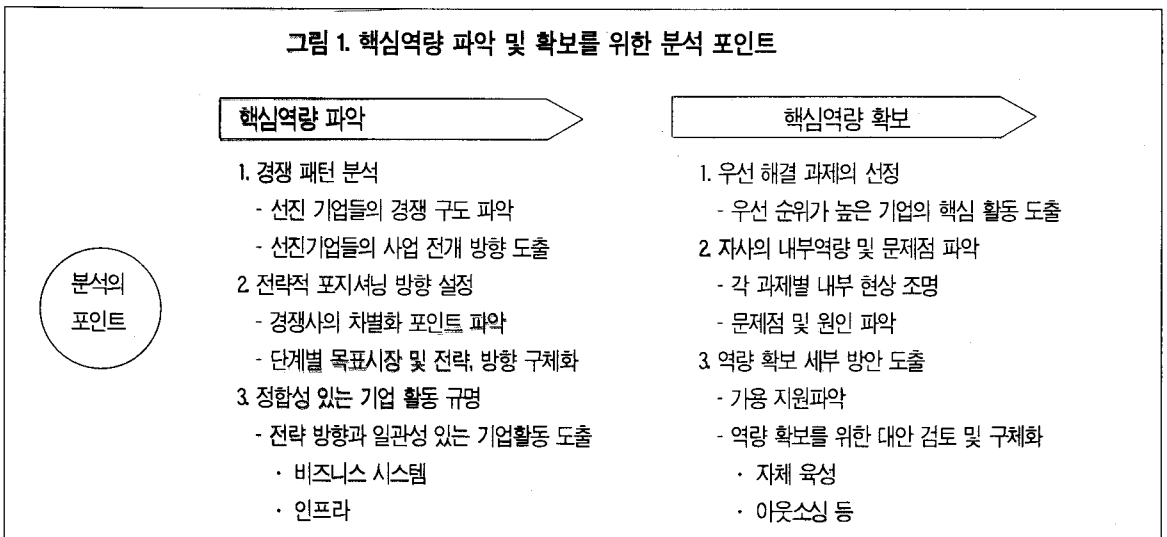 그림 1. 핵심역량 파악 및 확보를 위한 분석 포인트
분석의
포인트
핵심역량 파악
1. 경쟁 패턴 분석
- 선진 기업들의 경쟁 구도 파악
- 선진기업들의 사업 전개 방향 도출
2. 전략적 포지셔닝 방향 설정
- 경쟁사의 차별화 포인트 파악
- 단계별 목표시장 및 전략, 방향 구체화
3. 정합성 있는 기업 활동 규명
- 전략 방향과 일관성 있는 기업활동 도출
· 비즈니스 시스템
· 인프라
핵심역량 확보
1. 우선 해결 과제의 선정
- 우선 순위가 높은 기업의 핵심 활동 도출
2. 자사의 내부역량 및 문제점 파악
- 각 과제별 내부 현상 조명
- 문제점 및 원인 파악
3. 역량 확보 세부 방안 도출
- 가용 지원파악
- 역량 확보를 위한 대안 검토 및 구체화
· 자체 육성
· 아웃소싱 등